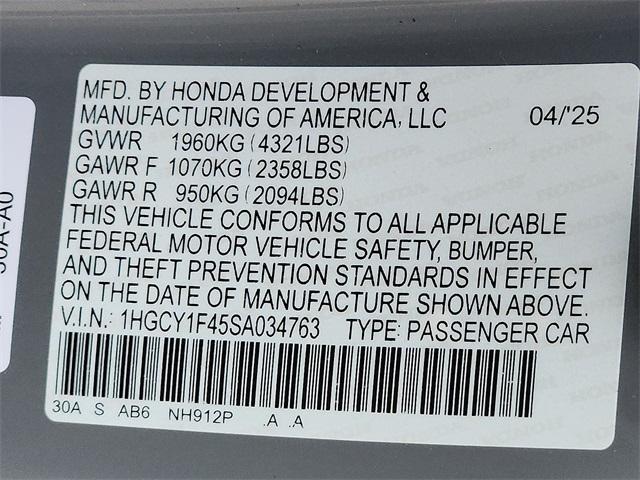 MFD. BY HONDA DEVELOPMENT &
MANUFACTURING OF AMERICA, LLC 04/'25
GVWR 1960KG(4321LBS)
GAWR F 1070KG(2358LBS)
GAWR R 950KG(2094LBS)
THIS VEHICLE CONFORMS TO ALL APPLICABLE
FEDERAL MOTOR VEHICLE SAFETY, BUMPER,
AND THEFT PREVENTION STANDARDS IN EFFECT
ON THE DATE OF MANUFACTURE SHOWN ABOVE.
V.I.N.: 1HGCY1F45SA034763 TYPE: PASSENGER CAR
30A S AB6 NH912P .A .A
30A-A0